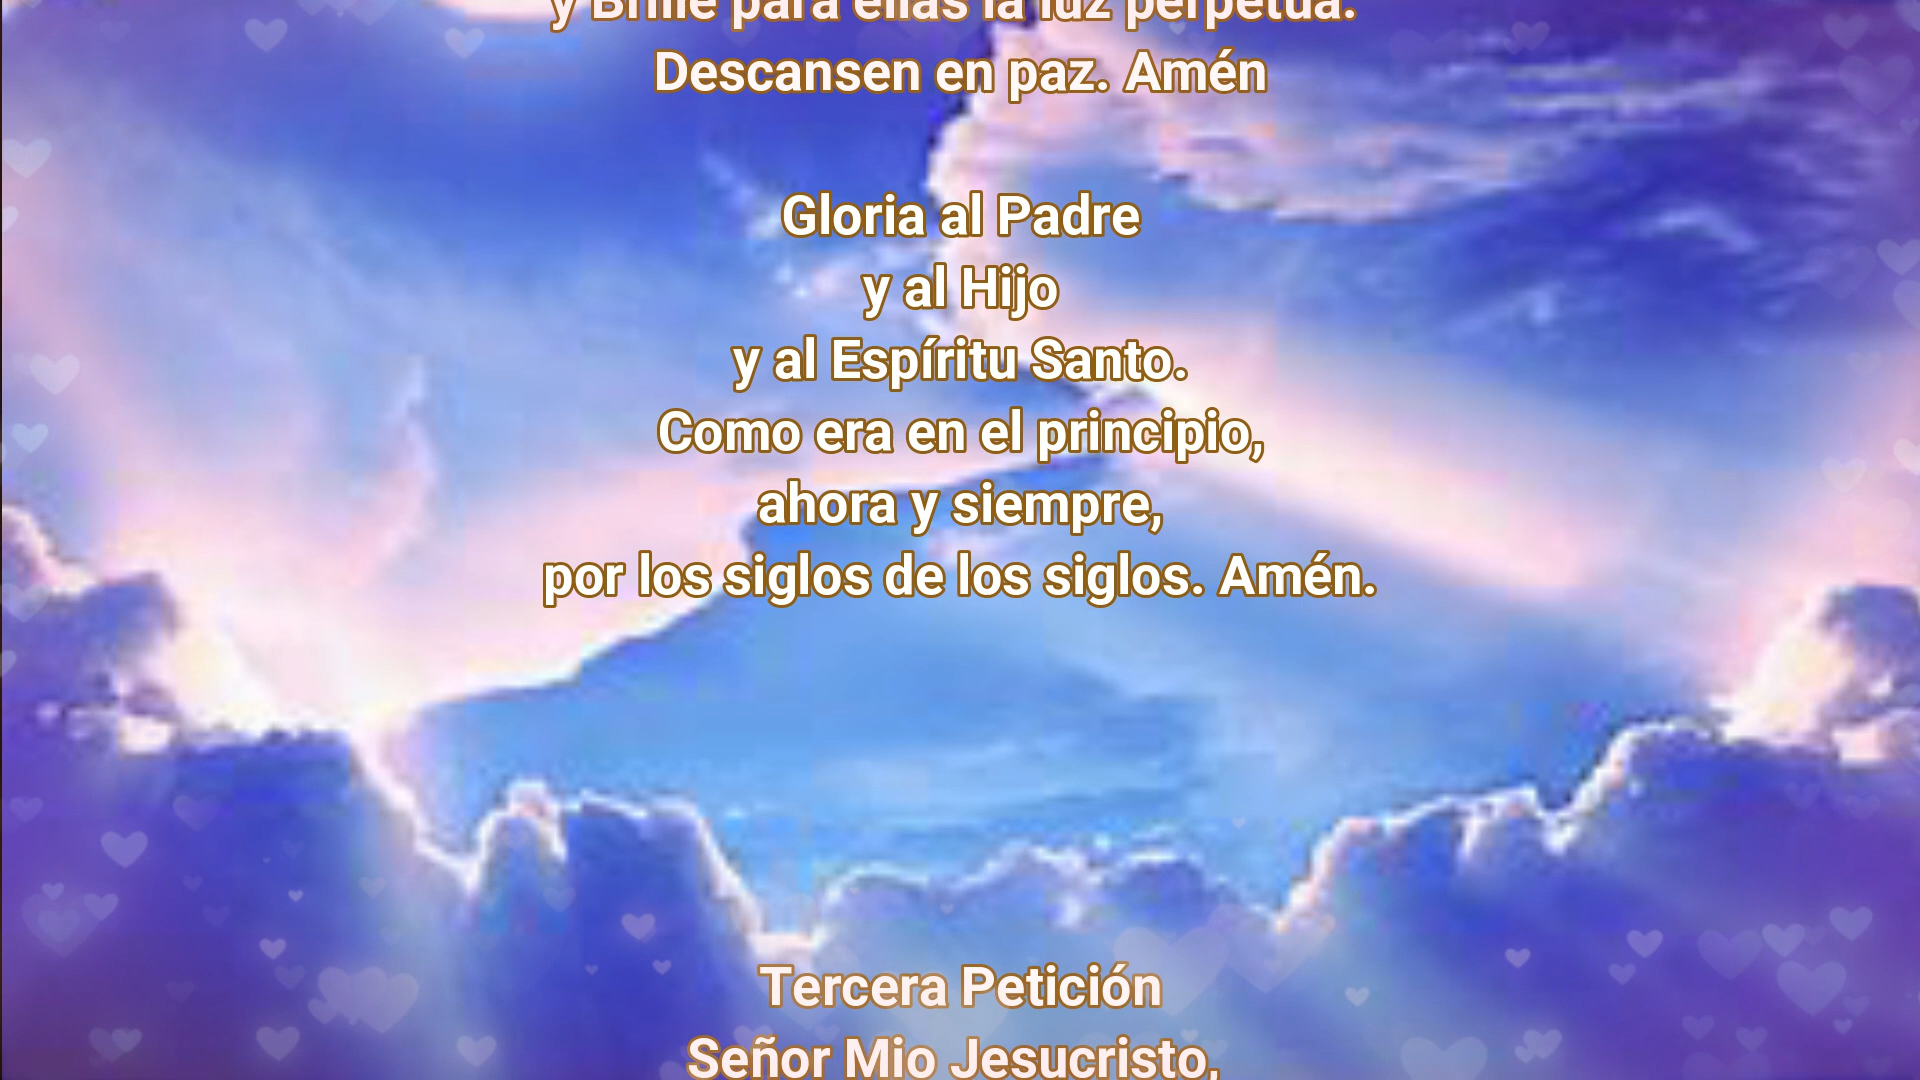 y Brille para ellas la luz perpetua.
Descansen en paz. Amén
Gloria al Padre
y al Hijo
y al Espíritu Santo.
Como era en el principio,
ahora y siempre,
por los siglos de los siglos. Amén.
Tercera Petición
Señor Mio Jesucristo,